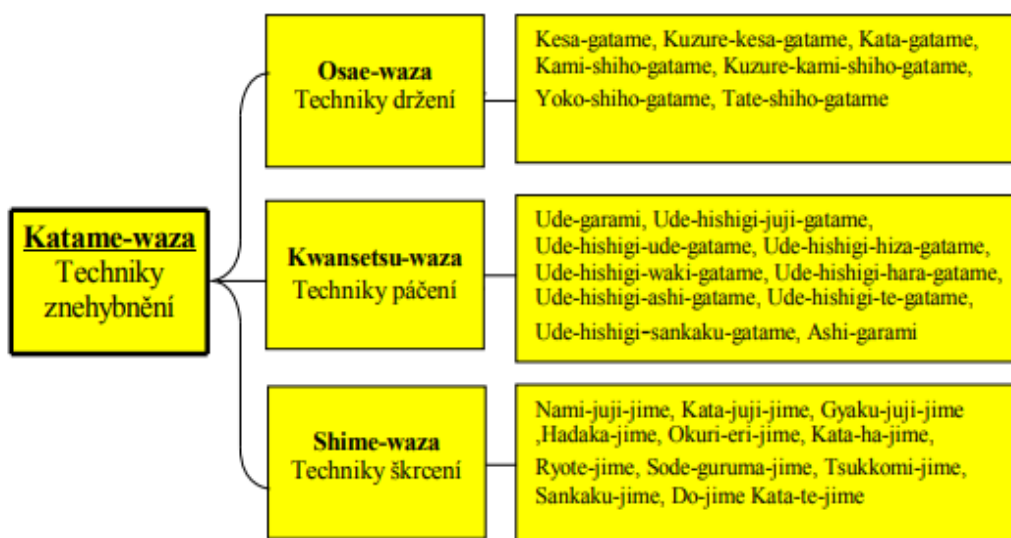 Katame-waza
Techniky
znehybnění
Osae-waza
Techniky držení
Kesa-gatame, Kuzure-kesa-gatame, Kata-gatame,
Kami-shiho-gatame, Kuzure-kami-shiho-gatame,
Yoko-shiho-gatame, Tate-shiho-gatame
Kwansetsu-waza
Techniky páčení
Ude-garami, Ude-hishigi-juji-gatame,
Ude-hishigi-ude-gatame, Ude-hishigi-hiza-gatame,
Ude-hishigi-waki-gatame, Ude-hishigi-hara-gatame,
Ude-hishigi-ashi-gatame, Ude-hishigi-te-gatame,
Ude-hishigi-sankaku-gatame, Ashi-garami
Shime-waza
Techniky škrcení
Nami-juji-jime, Kata-juji-jime, Gyaku-juji-jime
,Hadaka-jime, Okuri-eri-jime, Kata-ha-jime,
Ryote-jime, Sode-guruma-jime, Tsukkomi-jime,
Sankaku-jime, Do-jime Kata-te-jime